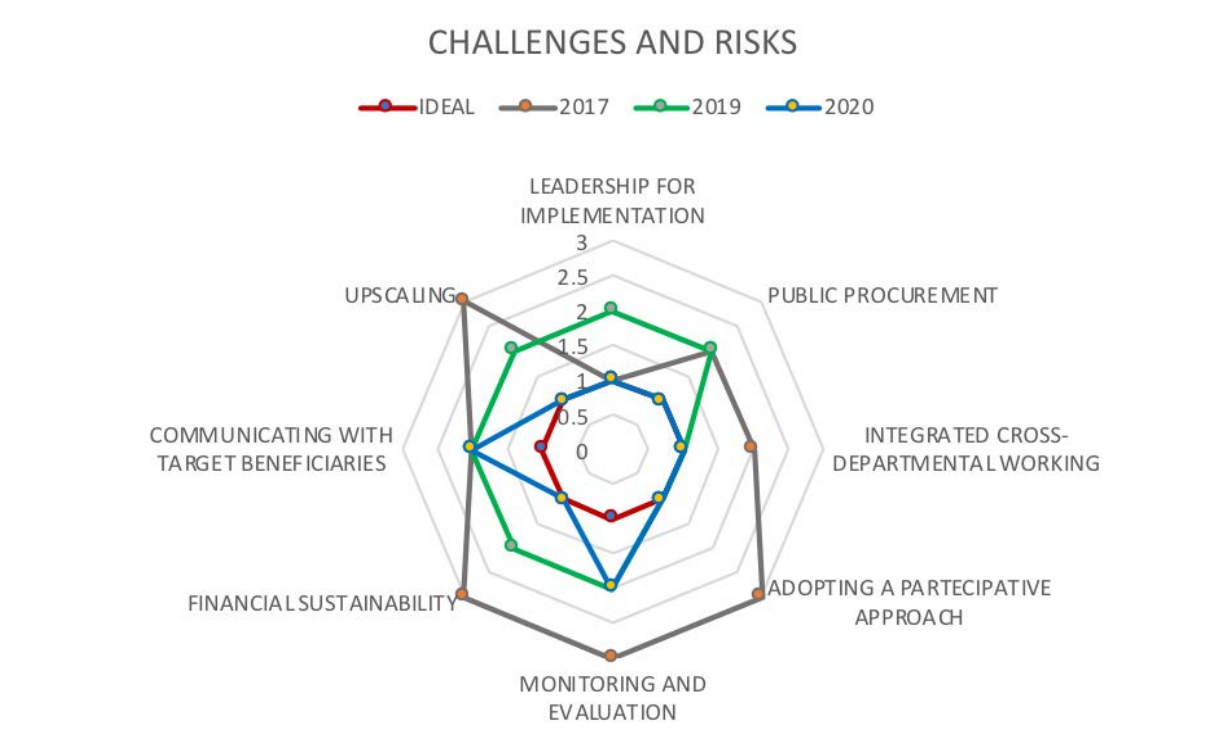 CHALLENGES AND RISKS
IDEAL 2017 2019 2020
LEADERSHIP FOR
IMPLEMENTATION
3
2.5
2
1.5
1
0.5
0
UPSCALING
PUBLIC PROCUREMENT
COMMUNICATING WITH
TARGET BENEFICIARIES
INTEGRATED CROSS-
DEPARTMENTAL WORKING
FINANCIAL SUSTAINABILITY
ADOPTING A PARTECIPATIVE
APPROACH
MONITORING AND
EVALUATION